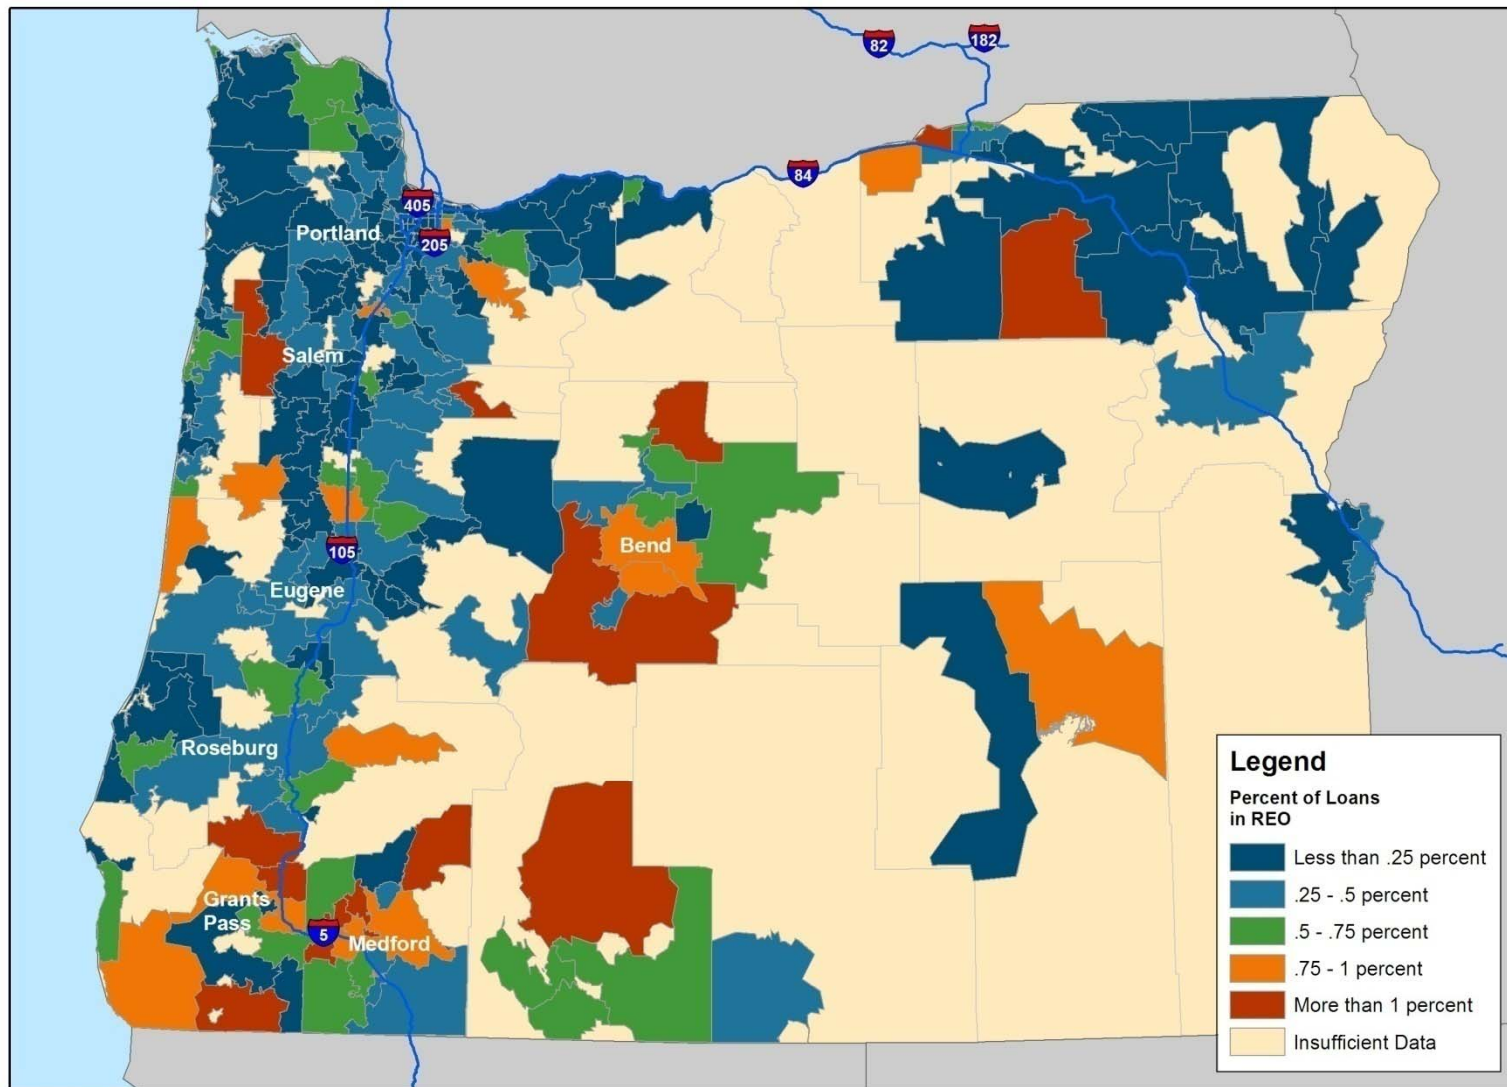 82
182
84
405
Portland
205
Salem
Bend
105
Eugene
Roseburg
Grants
Pass
5
Medford
Legend
Percent of Loans
in REO
Less than .25 percent
.25 - .5 percent
.5 - .75 percent
.75 - 1 percent
More than 1 percent
Insufficient Data